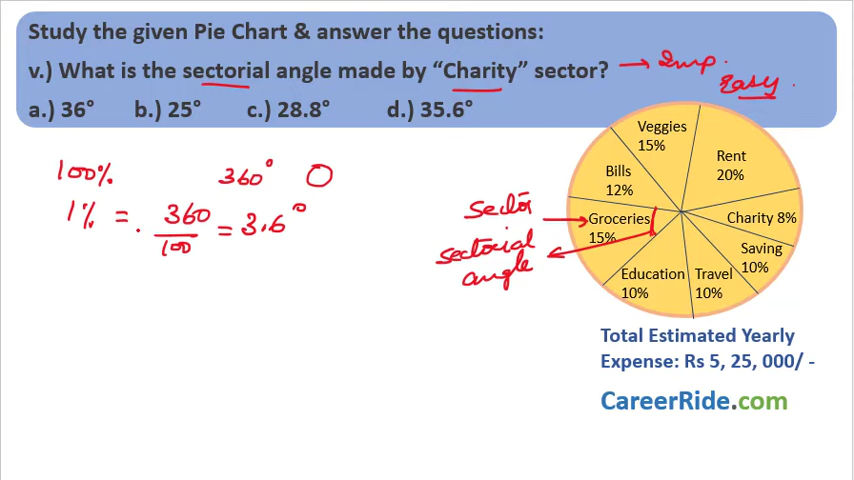 Study the given Pie Chart & answer the questions:
v.) What is the sectorial angle made by “Charity” sector? → Imp.
Easy.
a.) 36° b.) 25° c.) 28.8° d.) 35.6°
100% 360°
1% = 360/100 = 3.6°
Sector
sectorial
angle
Veggies
15%
Rent
20%
Bills
12%
Groceries
15%
Charity 8%
Saving
10%
Education
10%
Travel
10%
Total Estimated Yearly
Expense: Rs 5, 25, 000/ -
CareerRide.com